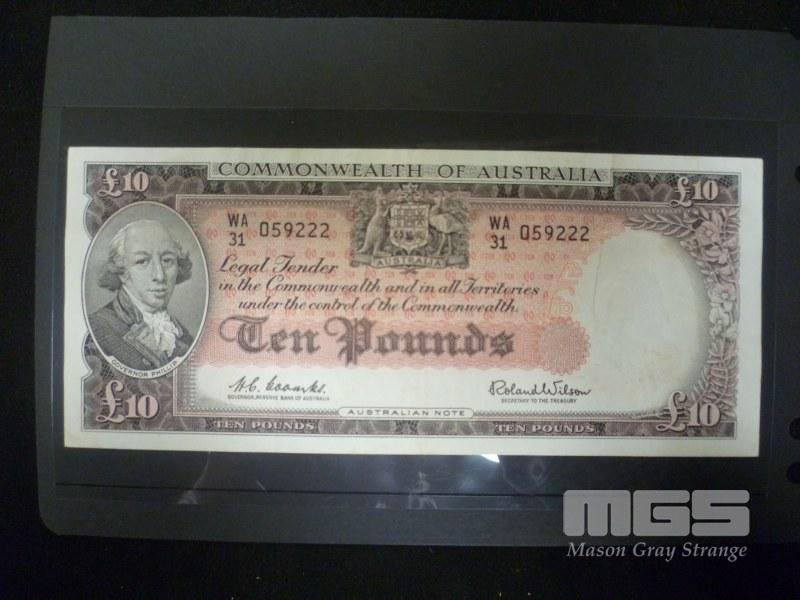 COMMONWEALTH OF AUSTRALIA
£10
£10
WA
31 059222
WA
31 059222
AUSTRALIA
Legal Tender
in the Commonwealth and in all Territories
under the control of the Commonwealth.
Ten Pounds
GOVERNOR PHILLIP
H.C. Coombs.
GOVERNOR, RESERVE BANK OF AUSTRALIA
Roland Wilson
SECRETARY TO THE TREASURY
£10
£10
AUSTRALIAN NOTE
TEN POUNDS
TEN POUNDS
MGS
Mason Gray Strange